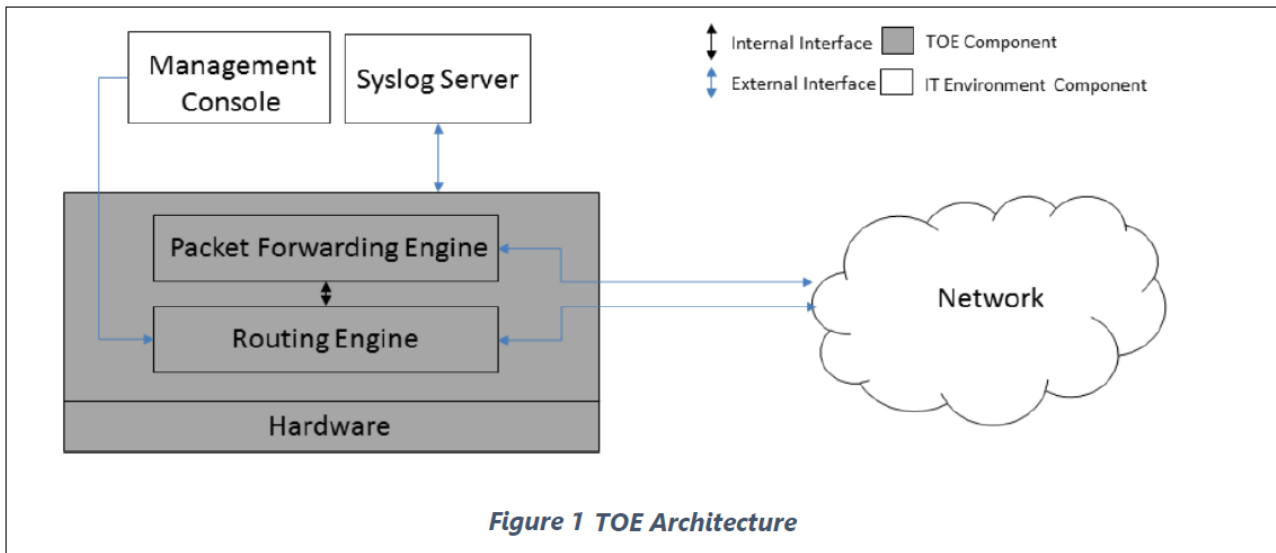 Management
Console
Syslog Server
Internal Interface
TOE Component
External Interface
IT Environment Component
Packet Forwarding Engine
Routing Engine
Hardware
Network
Figure 1 TOE Architecture